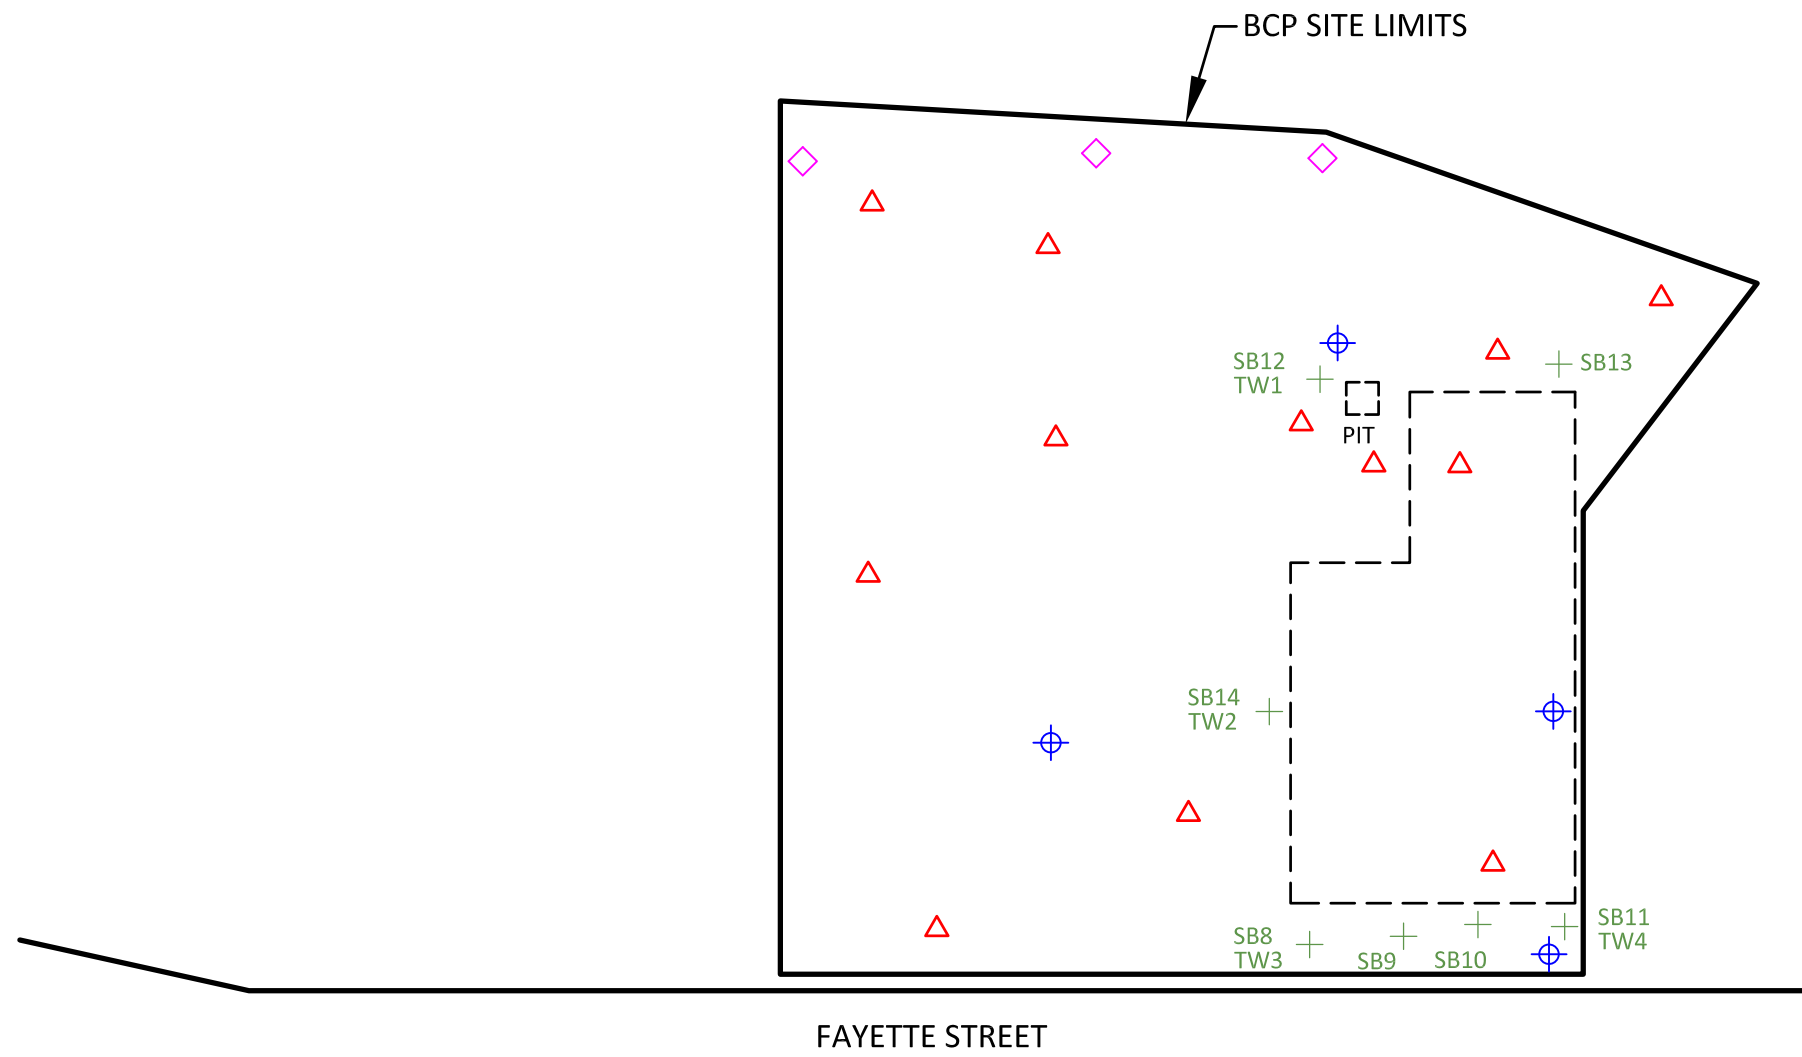 BCP SITE LIMITS
SB12
TW1
SB13
PIT
SB14
TW2
SB8
TW3
SB9
SB10
SB11
TW4
FAYETTE STREET